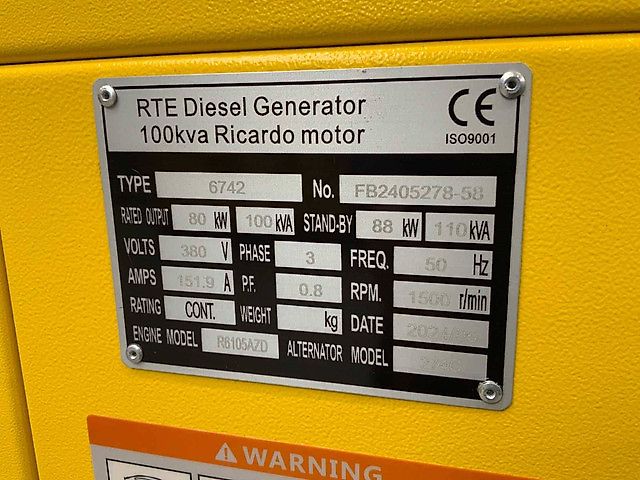 RTE Diesel Generator
100kva Ricardo motor
CE
ISO9001
TYPE 6742 No. FB2405278-58
RATED OUTPUT 80 kW 100 kVA STAND-BY 88 kW 110 kVA
VOLTS 380 V PHASE 3 FREQ. 50 Hz
AMPS 151.9 A P.F. 0.8 RPM. 1500 r/min
RATING CONT. WEIGHT kg DATE
ENGINE MODEL R6105AZD ALTERNATOR MODEL
WARNING